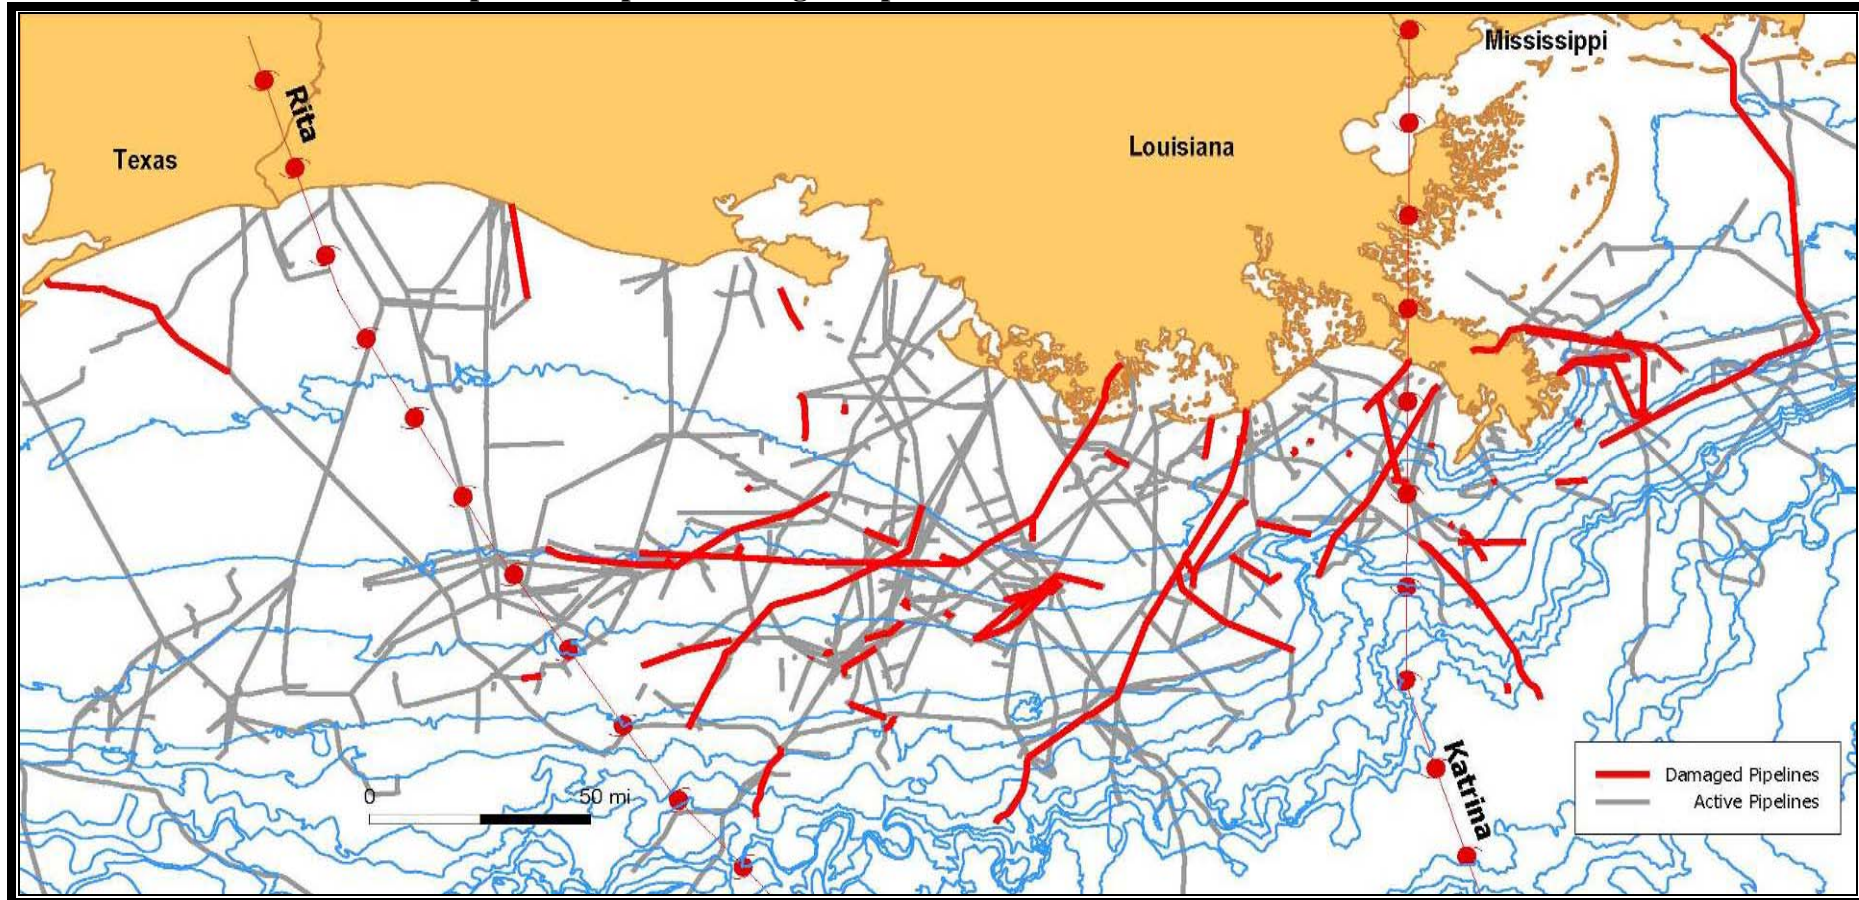 Mississippi
Rita
Louisiana
Texas
Katrina
Damaged Pipelines
Active Pipelines
0 50 mi